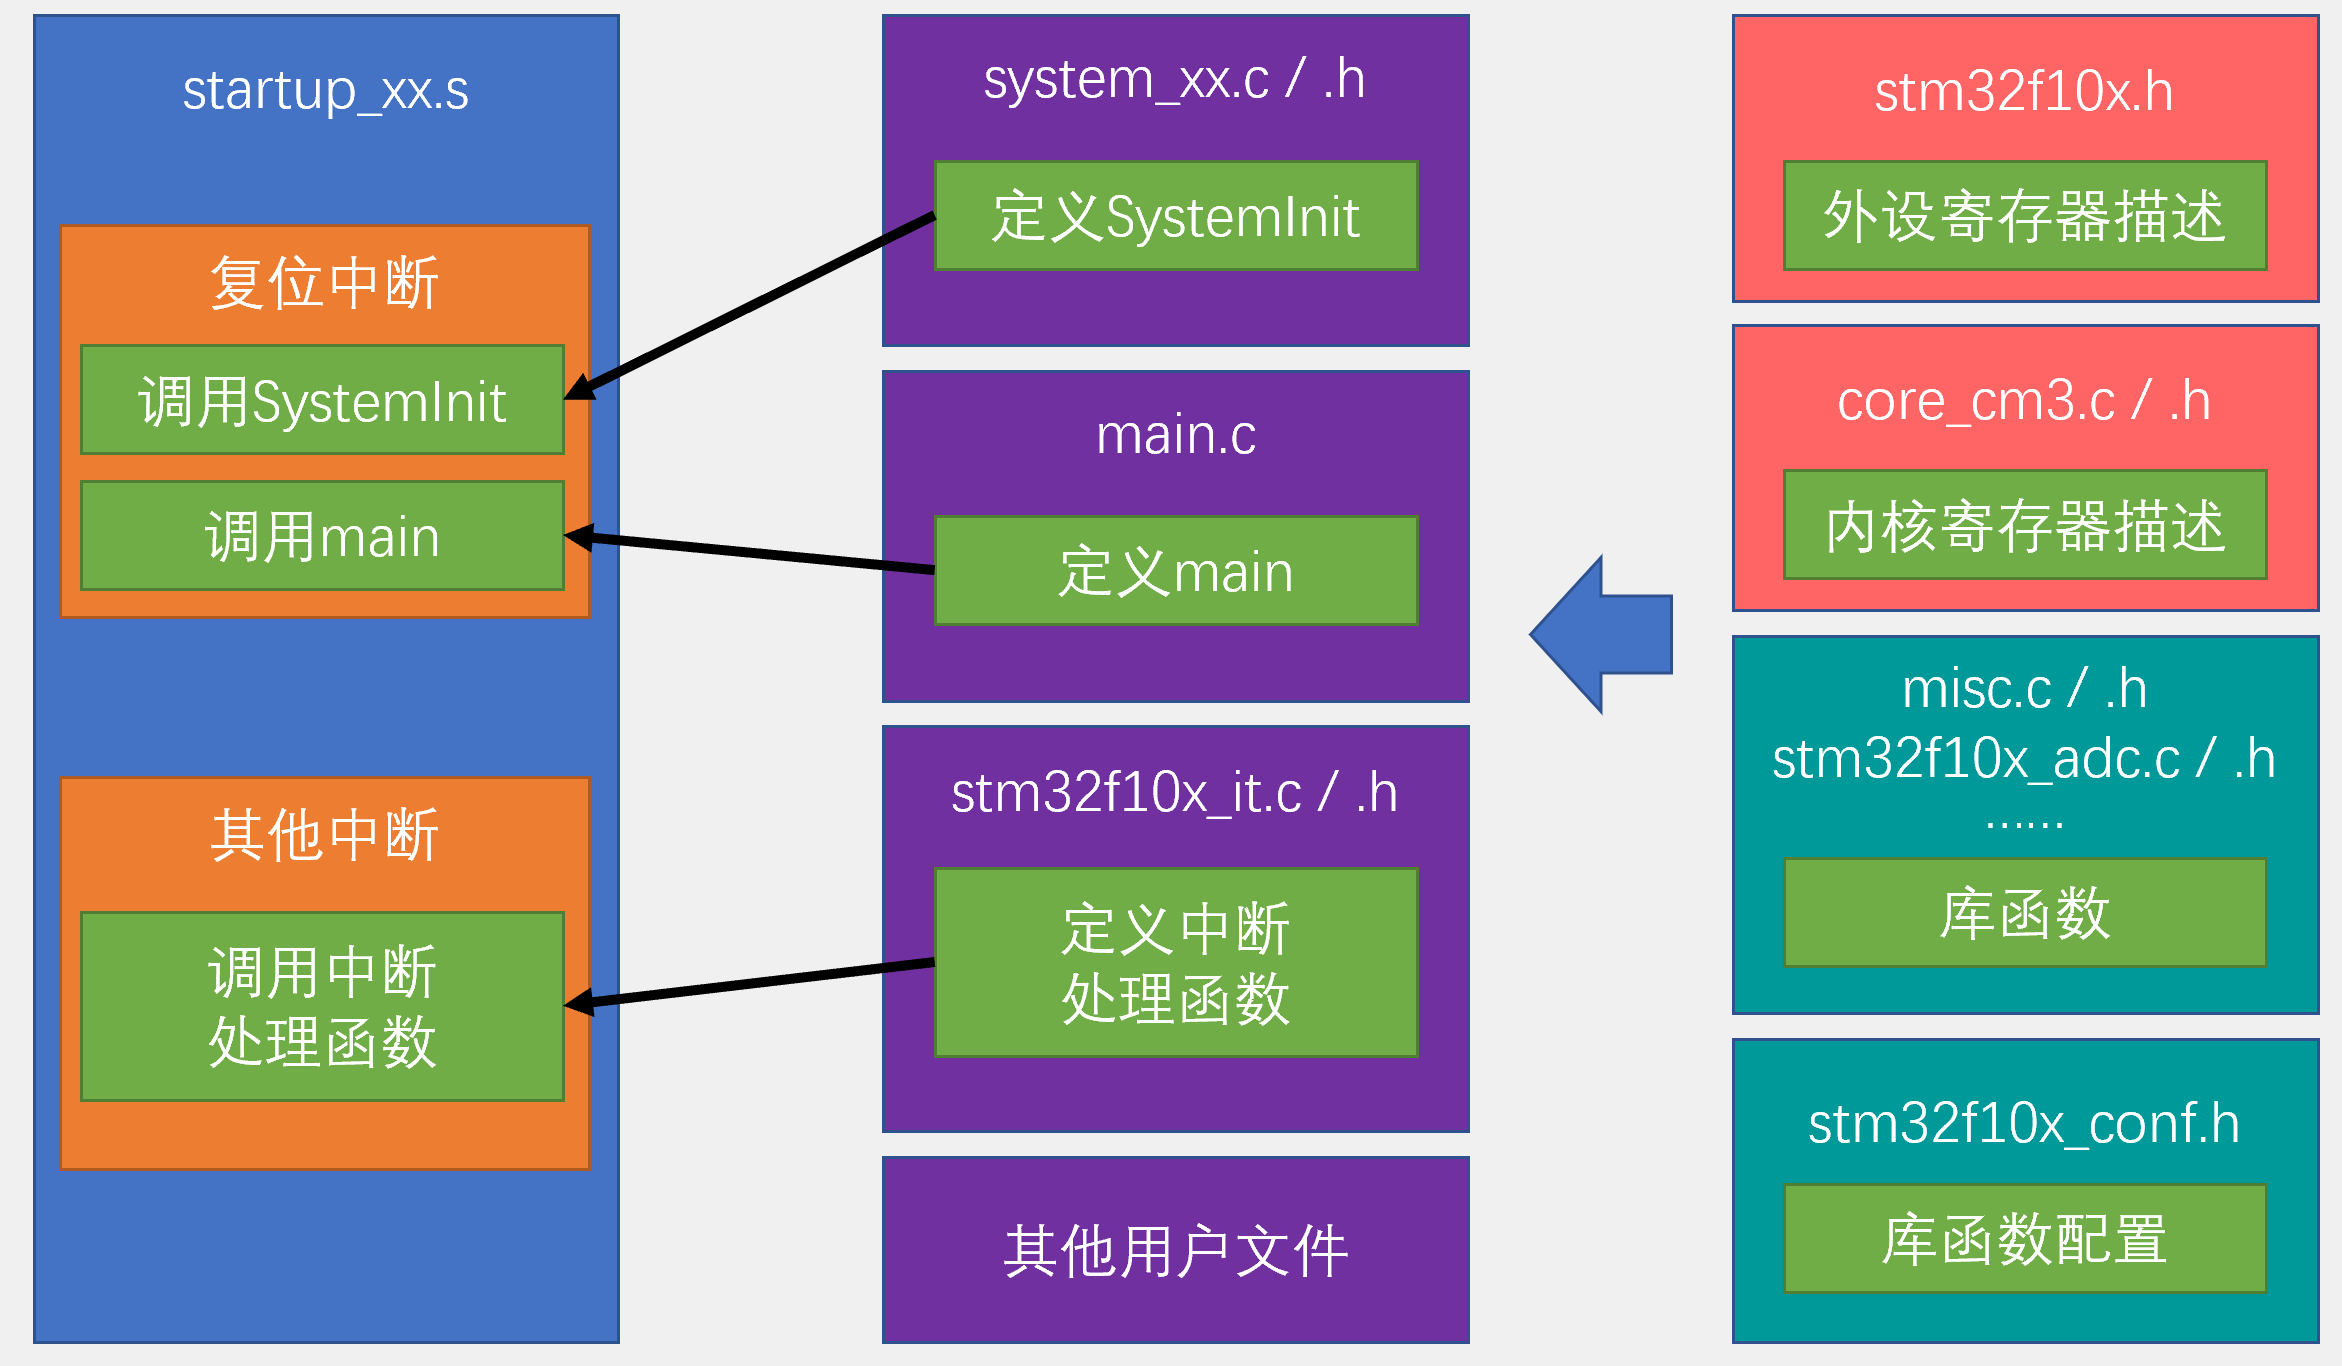 startup_xx.s
复位中断
调用SystemInit
调用main
其他中断
调用中断
处理函数
system_xx.c / .h
定义SystemInit
main.c
定义main
stm32f10x_it.c / .h
定义中断
处理函数
其他用户文件
stm32f10x.h
外设寄存器描述
core_cm3.c / .h
内核寄存器描述
misc.c / .h
stm32f10x_adc.c / .h
……
库函数
stm32f10x_conf.h
库函数配置